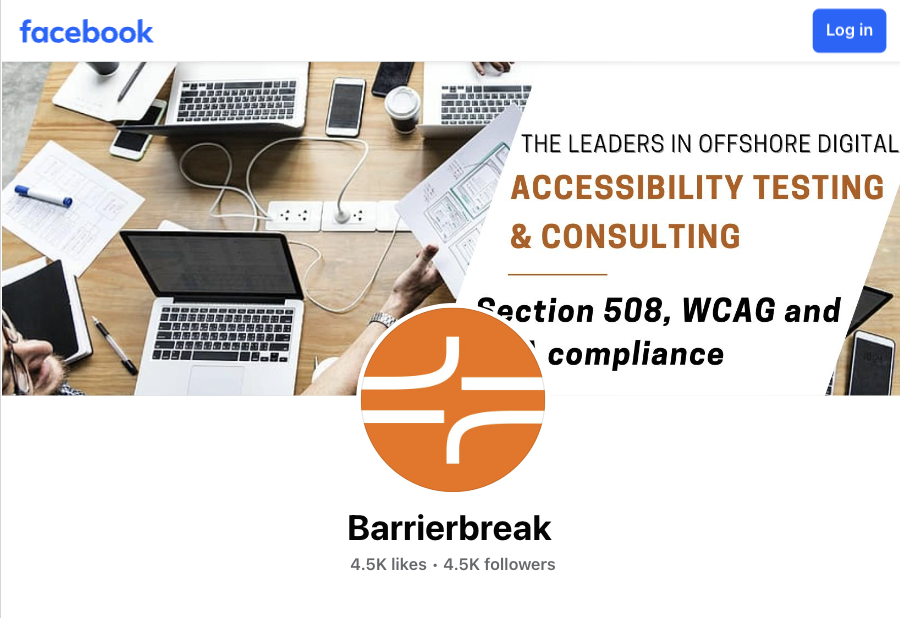 facebook
Log in
THE LEADERS IN OFFSHORE DIGITAL
ACCESSIBILITY TESTING
& CONSULTING
Section 508, WCAG and
compliance
Barrierbreak
4.5K likes • 4.5K followers